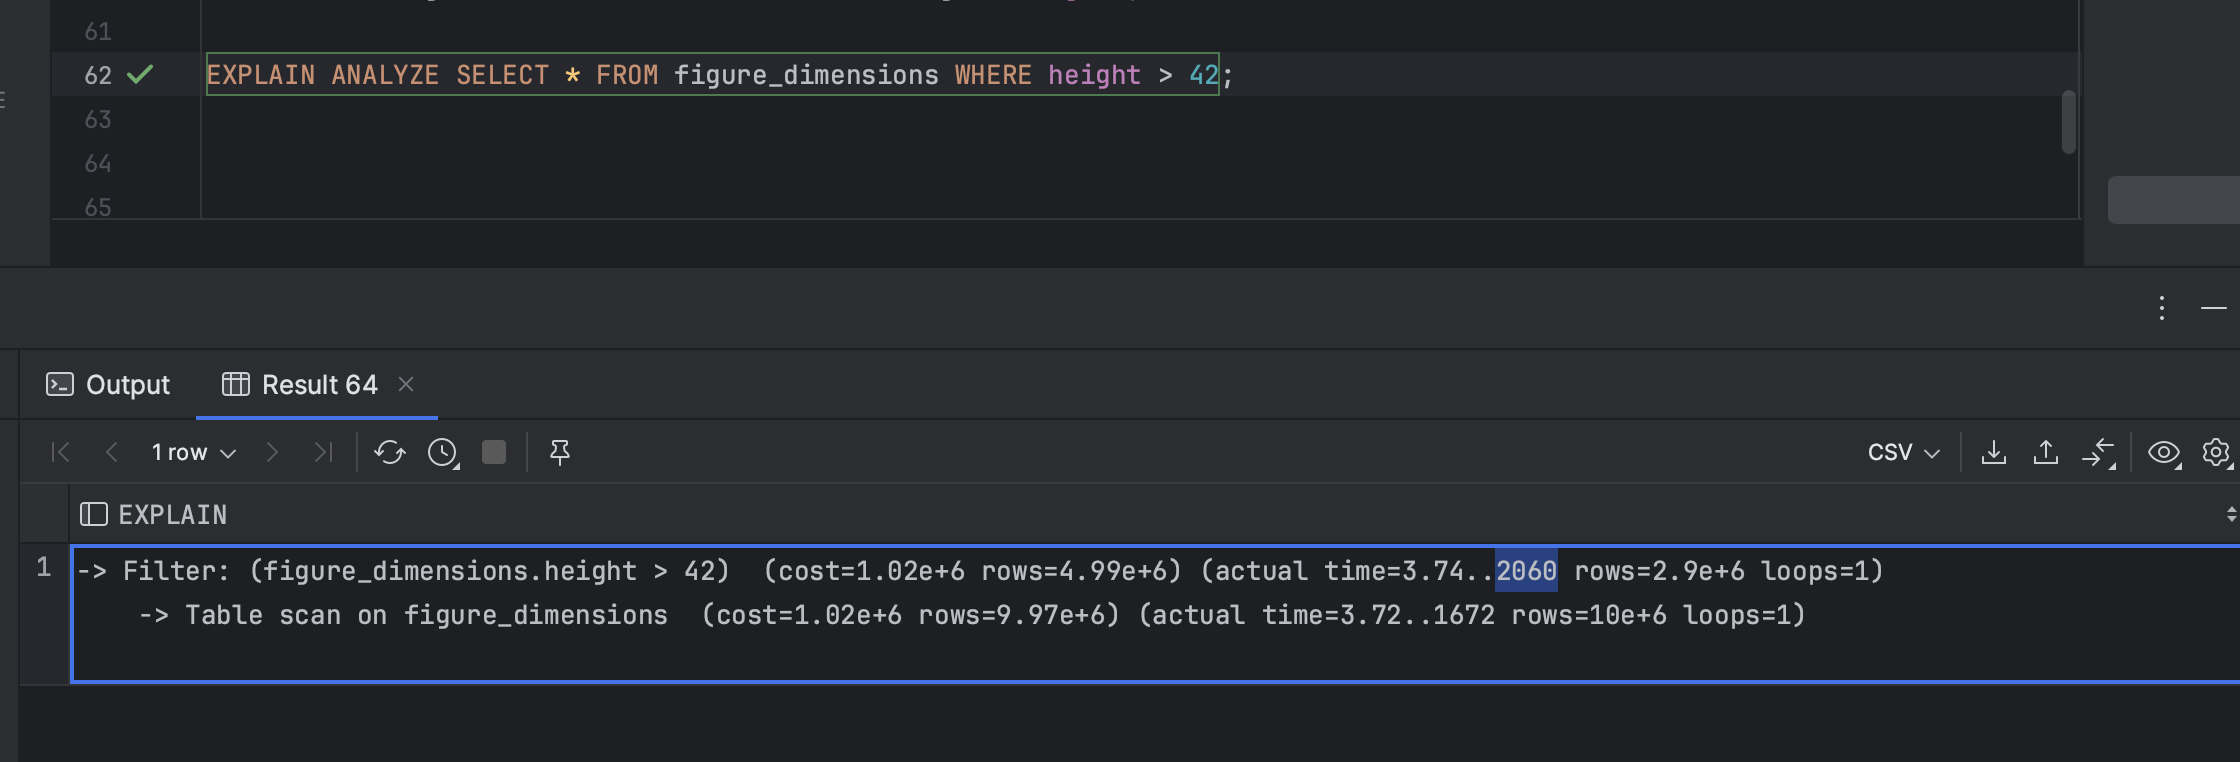 61
62 EXPLAIN ANALYZE SELECT * FROM figure_dimensions WHERE height > 42;
63
64
65
Output Result 64
1 row CSV
EXPLAIN
1 -> Filter: (figure_dimensions.height > 42)  (cost=1.02e+6 rows=4.99e+6) (actual time=3.74..2060 rows=2.9e+6 loops=1)
-> Table scan on figure_dimensions  (cost=1.02e+6 rows=9.97e+6) (actual time=3.72..1672 rows=10e+6 loops=1)